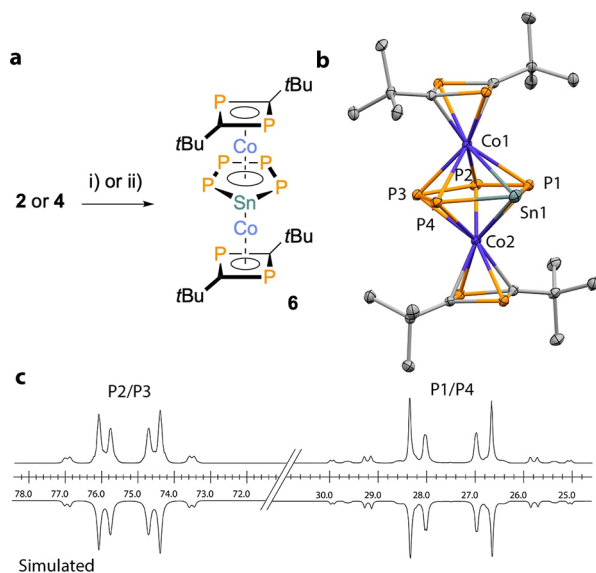 a
tBu
P
P
tBu
Co
P P
P P
2 or 4
i) or ii)
Sn
Co
tBu
P
P
tBu
6
b
Co1
P2
P1
P3
P4
Sn1
Co2
c
P2/P3
P1/P4
78.0 77.0 76.0 75.0 74.0 73.0 72.0 30.0 29.0 28.0 27.0 26.0 25.0
Simulated